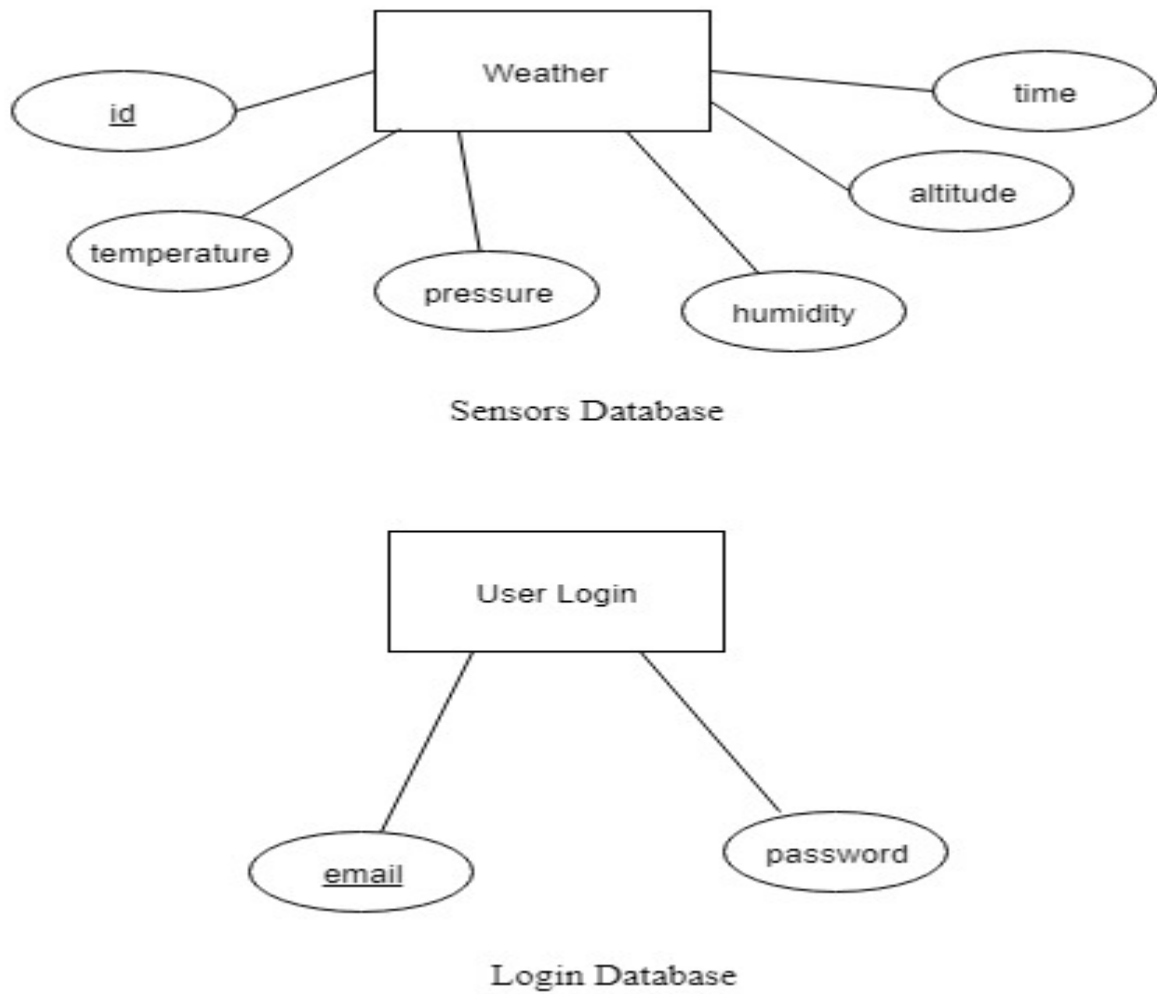 Weather
id
time
altitude
temperature
pressure
humidity
Sensors Database
User Login
email
password
Login Database